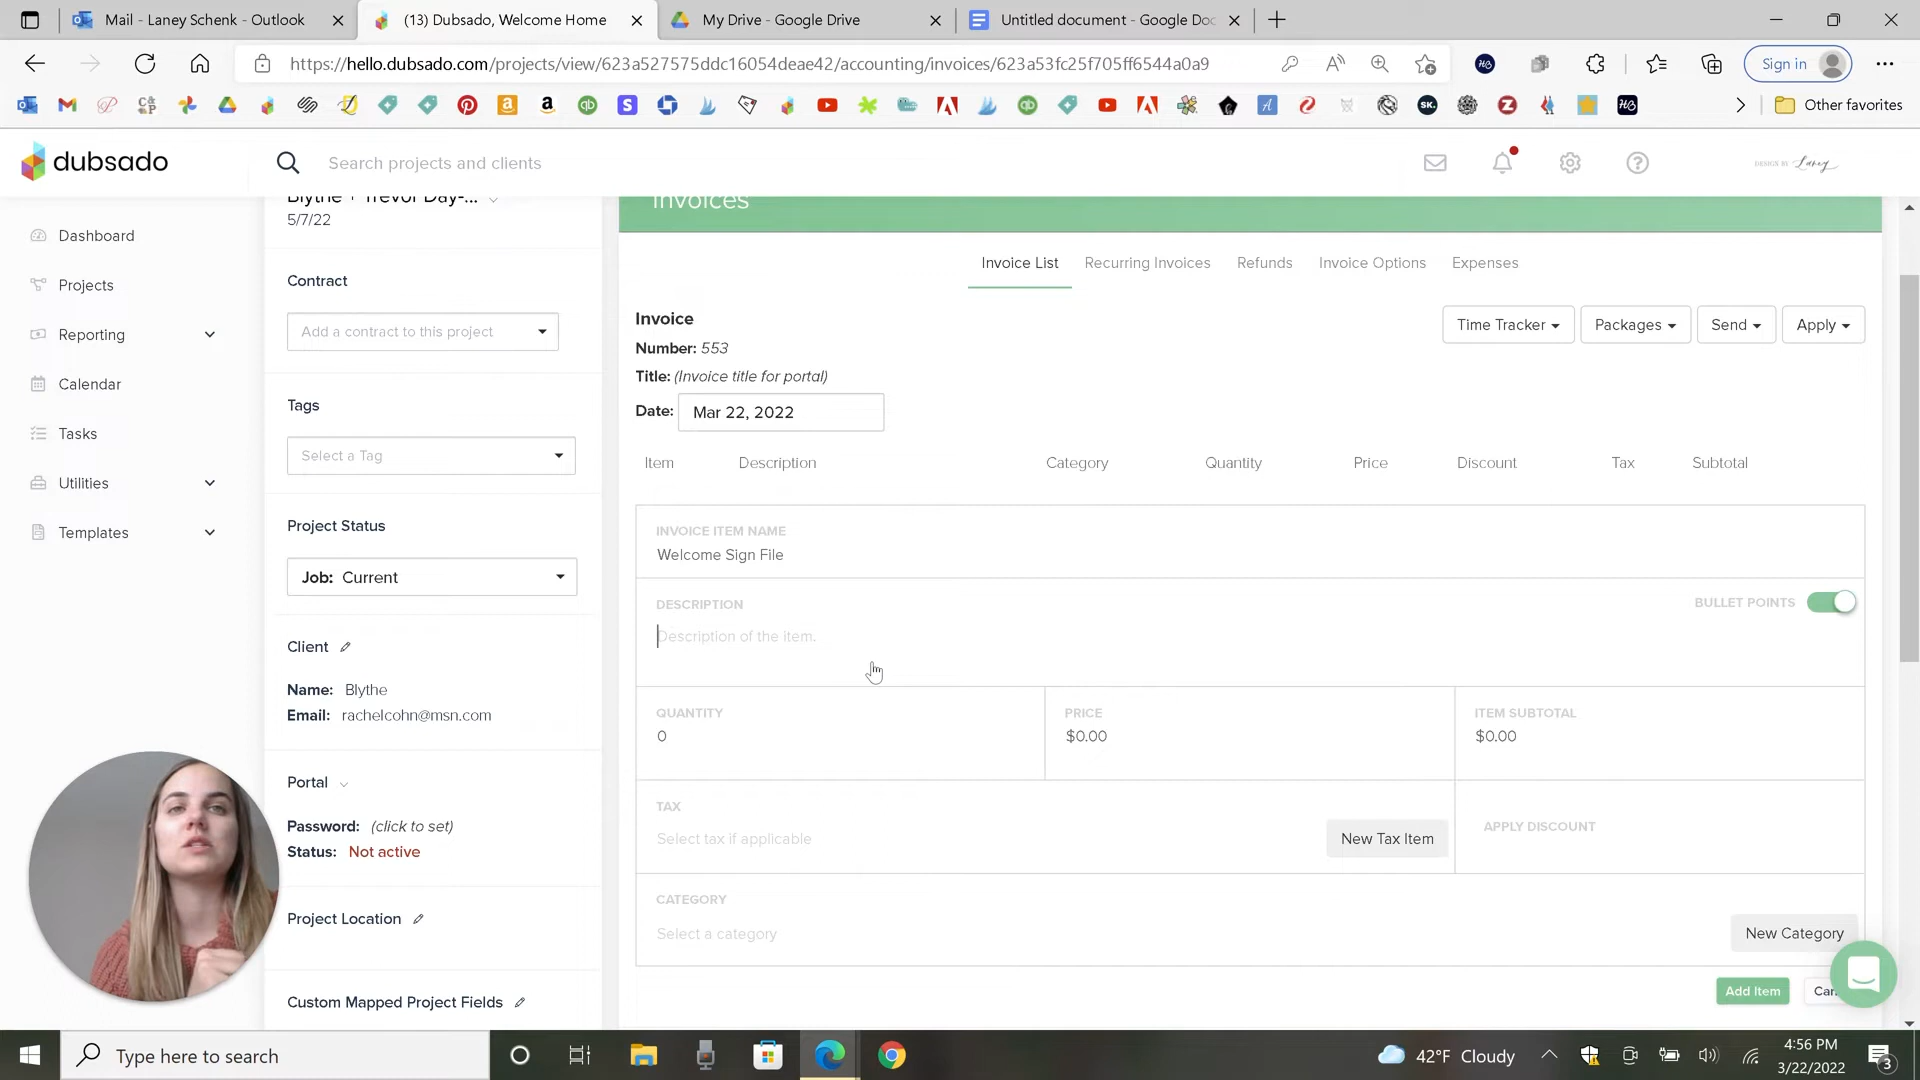 Mail - Laney Schenk - Outlook
(13) Dubsado, Welcome Home
My Drive - Google Drive
Untitled document - Google Doc
https://hello.dubsado.com/projects/view/623a527575ddc16054deae42/accounting/invoices/623a53fc25f705ff6544a0a9
Sign in
Other favorites
dubsado
Search projects and clients
DESIGN BY Laney
Dashboard
Projects
Reporting
Calendar
Tasks
Utilities
Templates
Blythe + Trevor Day-...
5/7/22
Contract
Add a contract to this project
Tags
Select a Tag
Project Status
Job: Current
Client
Name: Blythe
Email: rachelcohn@msn.com
Portal
Password: (click to set)
Status: Not active
Project Location
Custom Mapped Project Fields
Invoices
Invoice List
Recurring Invoices
Refunds
Invoice Options
Expenses
Invoice
Number: 553
Title: (Invoice title for portal)
Date: Mar 22, 2022
Time Tracker
Packages
Send
Apply
Item Description Category Quantity Price Discount Tax Subtotal
INVOICE ITEM NAME
Welcome Sign File
DESCRIPTION
BULLET POINTS
Description of the item.
QUANTITY
0
PRICE
$0.00
ITEM SUBTOTAL
$0.00
TAX
Select tax if applicable
New Tax Item
APPLY DISCOUNT
CATEGORY
Select a category
New Category
Add Item
Can
Type here to search
42°F Cloudy
4:56 PM
3/22/2022
3